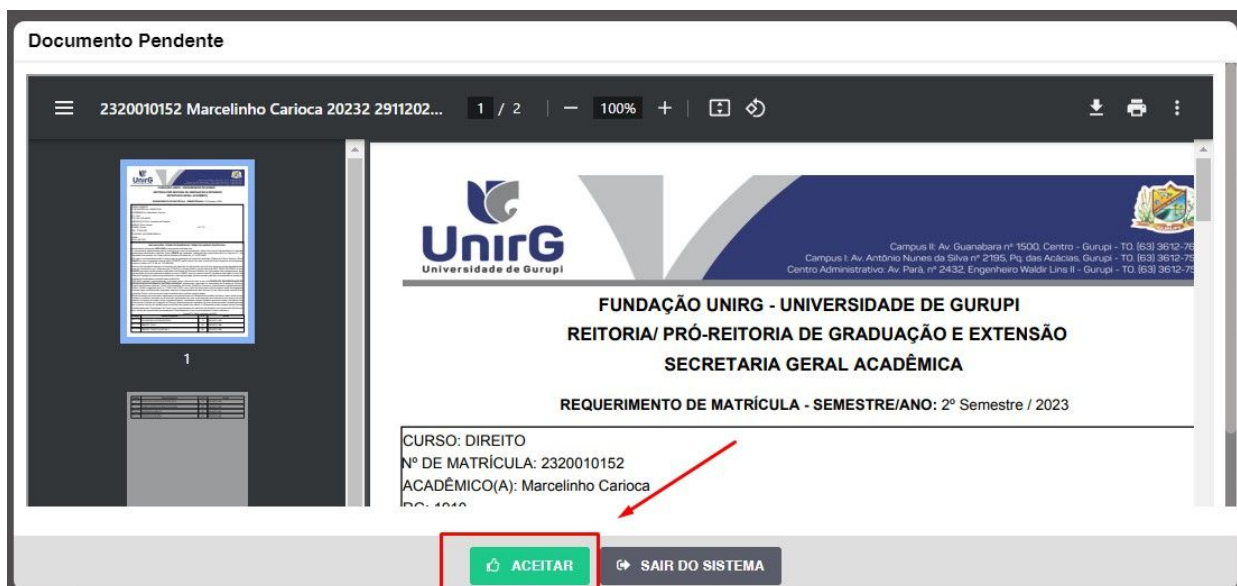 Documento Pendente
2320010152 Marcelinho Carioca 20232 2911202... 1 / 2 | — 100% + |
UnirG
Universidade de Gurupi
Campus II: Av. Guanabara nº 1500, Centro - Gurupi - TO. (63) 3612-76
Campus I: Av. Antônio Nunes da Silva nº 2195, Pq. das Acácias, Gurupi - TO. (63) 3612-75
Centro Administrativo: Av. Pará, nº 2432, Engenheiro Waldir Lins II - Gurupi - TO. (63) 3612-75
FUNDAÇÃO UNIRG - UNIVERSIDADE DE GURUPI
REITORIA/ PRÓ-REITORIA DE GRADUAÇÃO E EXTENSÃO
SECRETARIA GERAL ACADÊMICA
REQUERIMENTO DE MATRÍCULA - SEMESTRE/ANO: 2º Semestre / 2023
CURSO: DIREITO
Nº DE MATRÍCULA: 2320010152
ACADÊMICO(A): Marcelinho Carioca
1
ACEITAR
SAIR DO SISTEMA